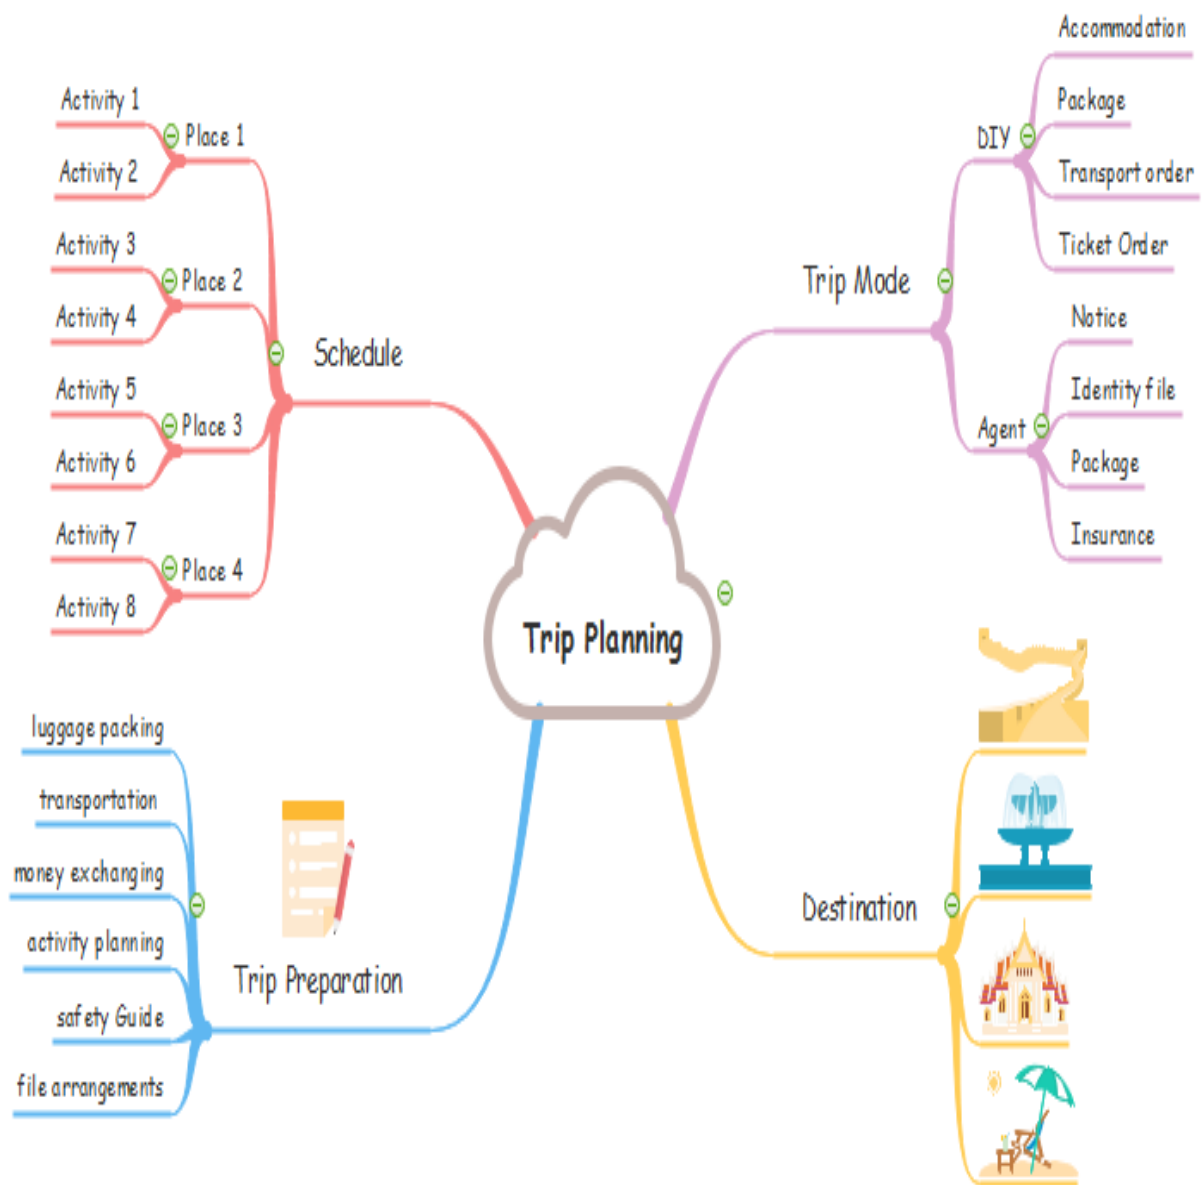 Trip Planning
Schedule
Place 1
Activity 1
Activity 2
Place 2
Activity 3
Activity 4
Place 3
Activity 5
Activity 6
Place 4
Activity 7
Activity 8
Trip Mode
DIY
Accommodation
Package
Transport order
Ticket Order
Agent
Notice
Identity file
Package
Insurance
Trip Preparation
luggage packing
transportation
money exchanging
activity planning
safety Guide
file arrangements
Destination